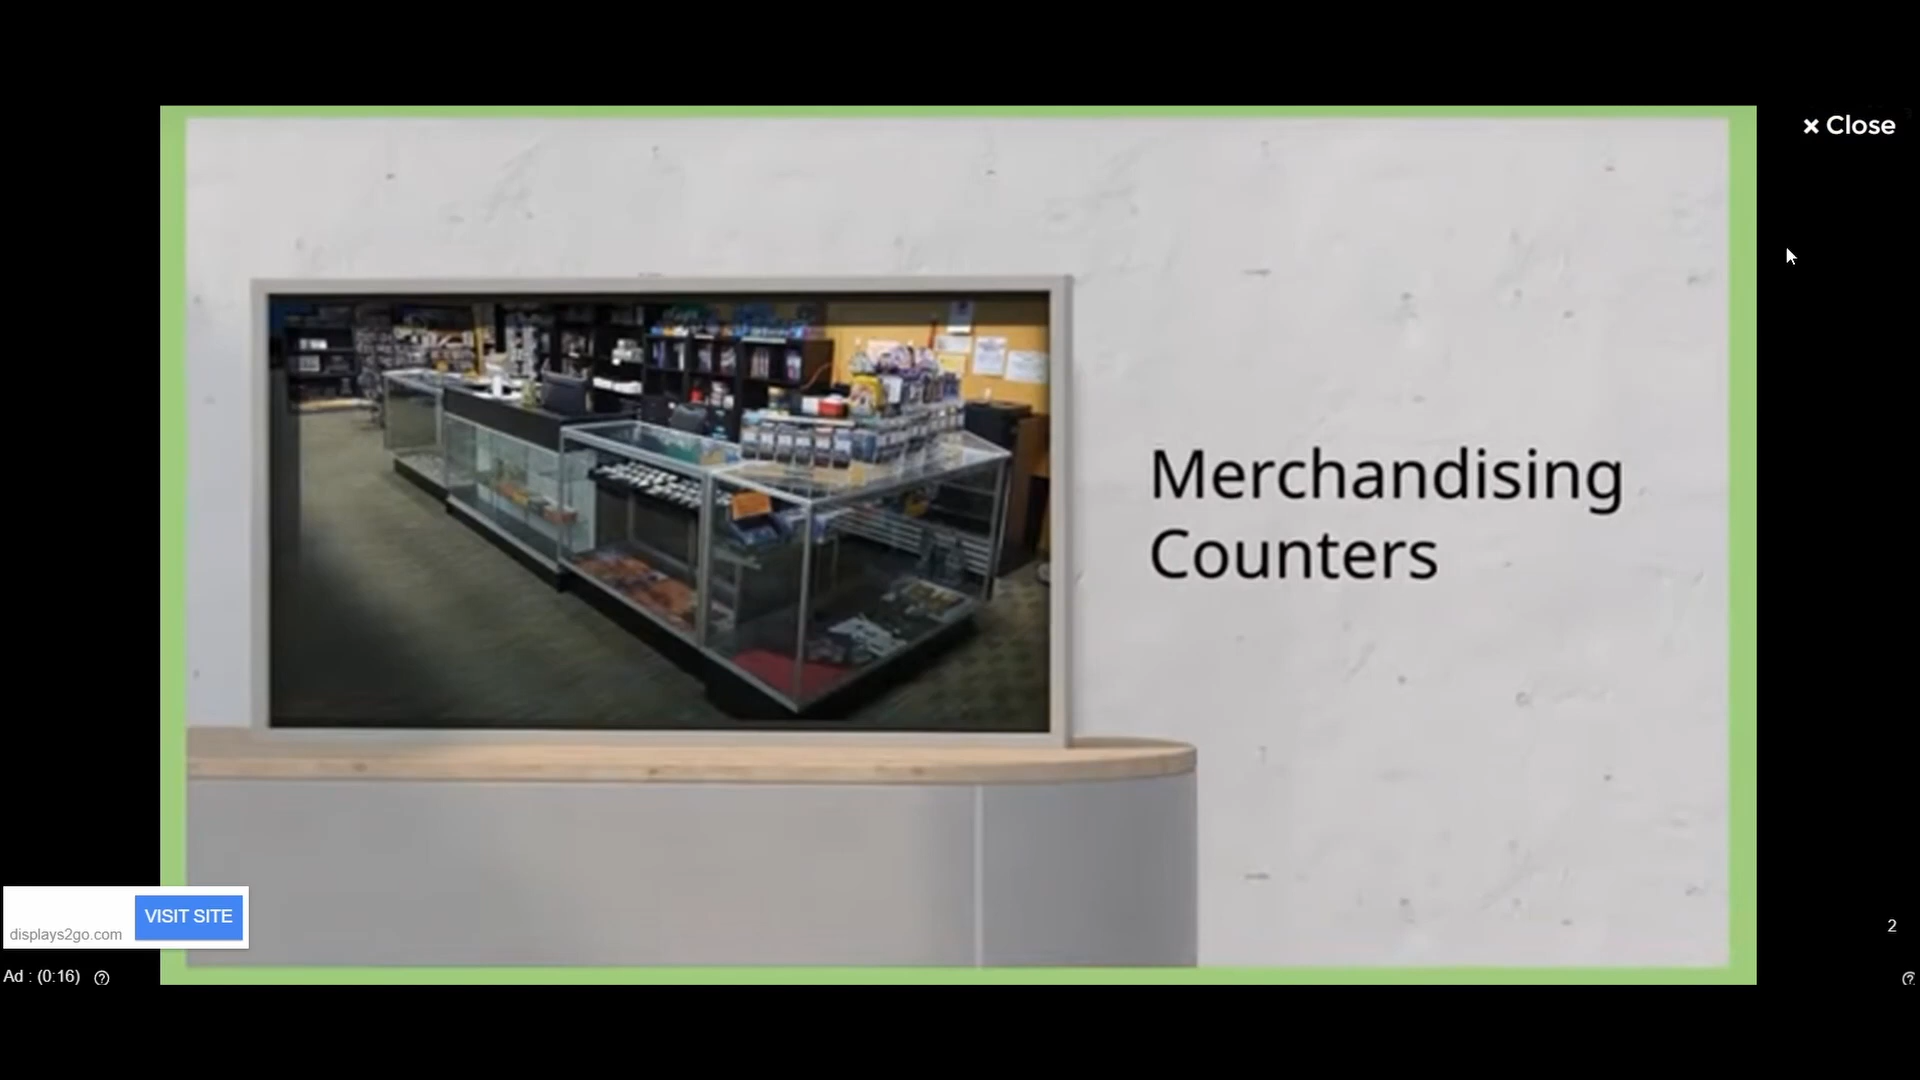 × Close
Merchandising
Counters
VISIT SITE
displays2go.com
2
Ad : (0:16)